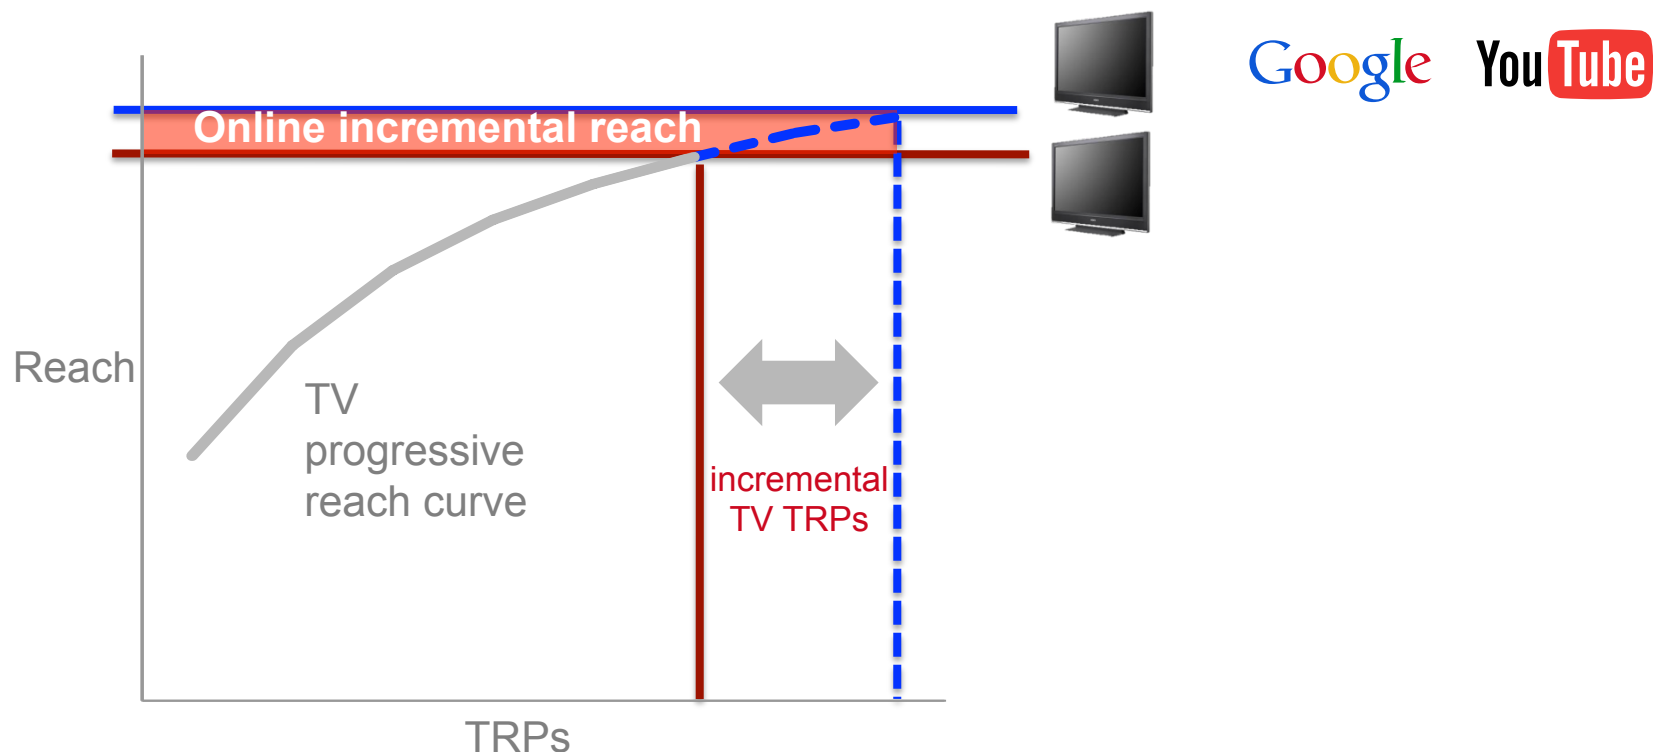 Google YouTube
Online incremental reach
Reach
TV
progressive
reach curve
incremental
TV TRPs
TRPs